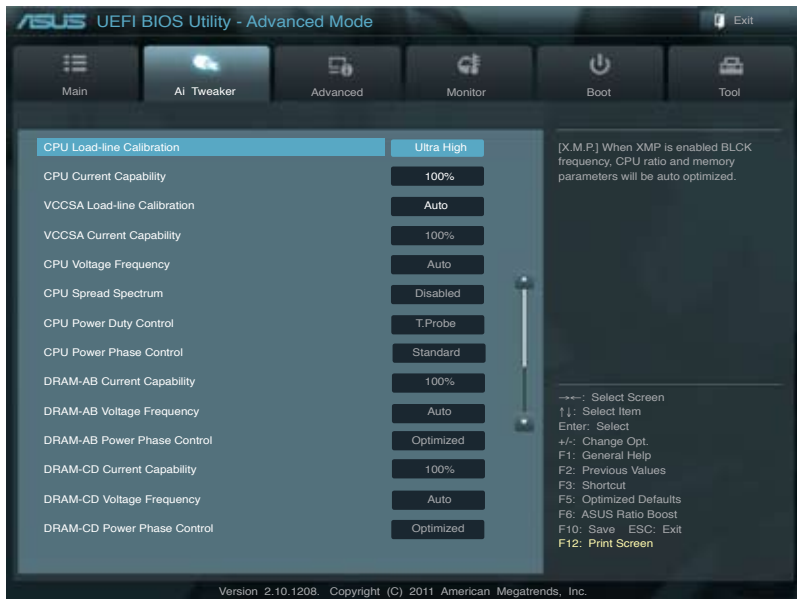 ASUS UEFI BIOS Utility - Advanced Mode
Exit
Main
Ai Tweaker
Advanced
Monitor
Boot
Tool
CPU Load-line Calibration Ultra High
CPU Current Capability 100%
VCCSA Load-line Calibration Auto
VCCSA Current Capability 100%
CPU Voltage Frequency Auto
CPU Spread Spectrum Disabled
CPU Power Duty Control T.Probe
CPU Power Phase Control Standard
DRAM-AB Current Capability 100%
DRAM-AB Voltage Frequency Auto
DRAM-AB Power Phase Control Optimized
DRAM-CD Current Capability 100%
DRAM-CD Voltage Frequency Auto
DRAM-CD Power Phase Control Optimized
[X.M.P.] When XMP is enabled BLCK
frequency, CPU ratio and memory
parameters will be auto optimized.
→←: Select Screen
↑↓: Select Item
Enter: Select
+/-: Change Opt.
F1: General Help
F2: Previous Values
F3: Shortcut
F5: Optimized Defaults
F6: ASUS Ratio Boost
F10: Save ESC: Exit
F12: Print Screen
Version 2.10.1208. Copyright (C) 2011 American Megatrends, Inc.